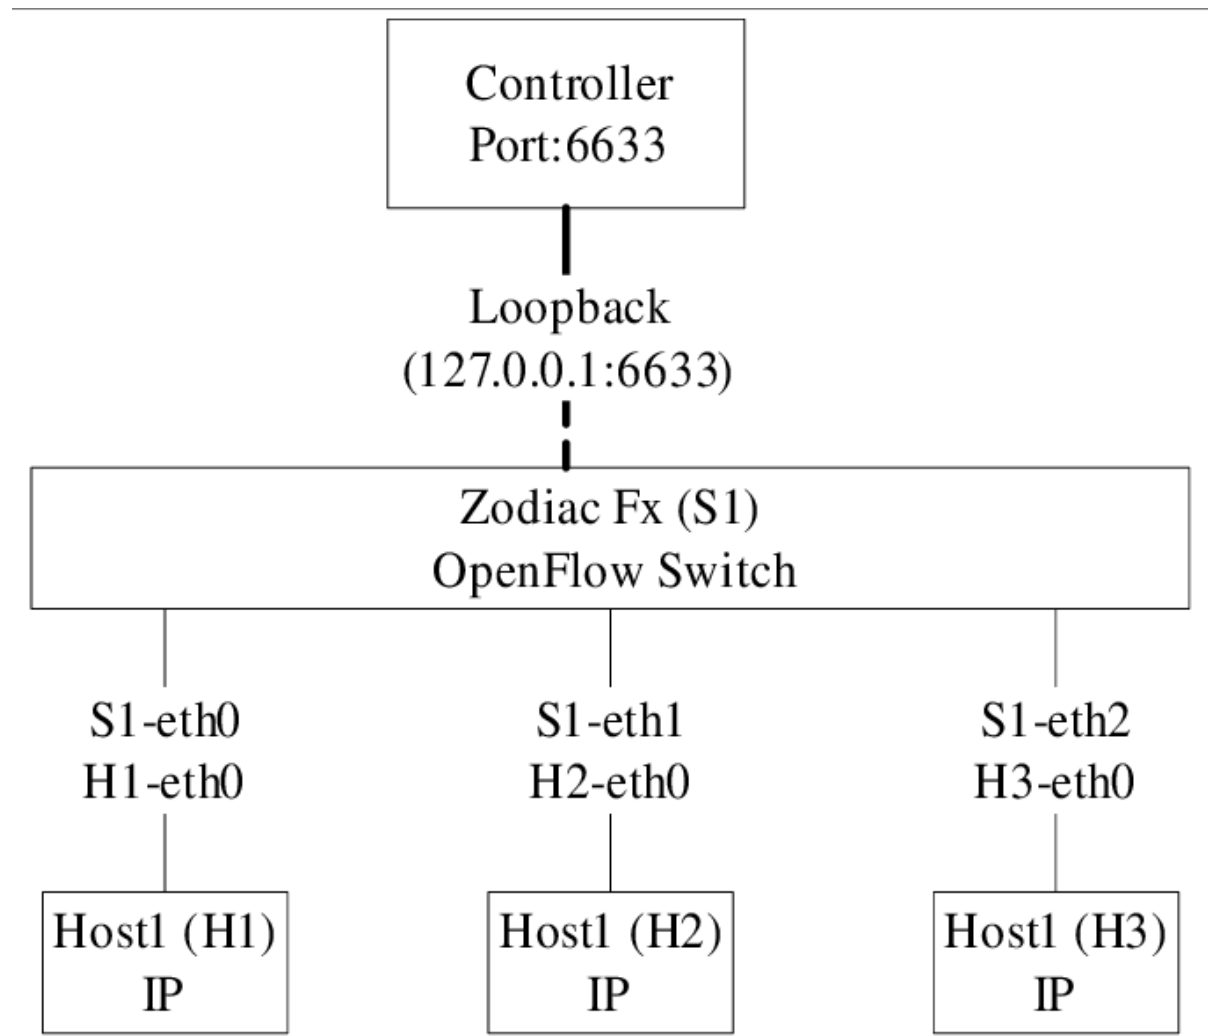 Controller
Port:6633
Loopback
(127.0.0.1:6633)
Zodiac Fx (S1)
OpenFlow Switch
S1-eth0
H1-eth0
S1-eth1
H2-eth0
S1-eth2
H3-eth0
Host1 (H1)
IP
Host1 (H2)
IP
Host1 (H3)
IP